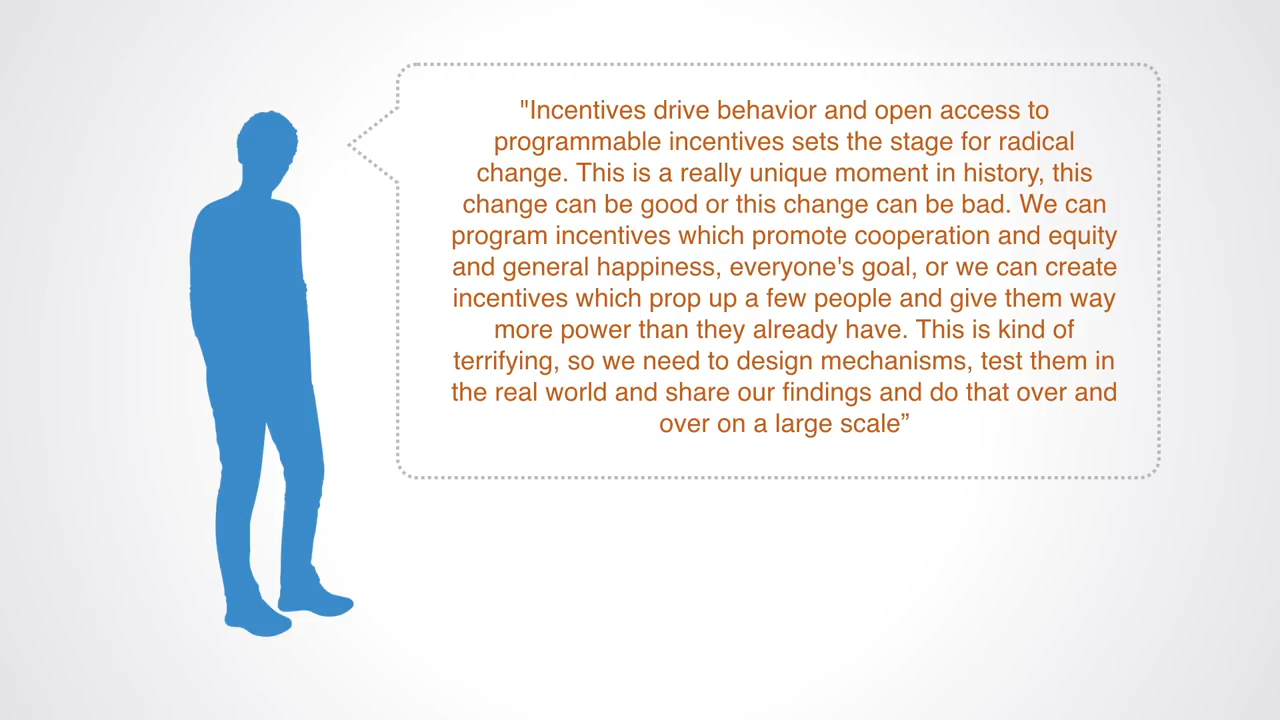 "Incentives drive behavior and open access to
programmable incentives sets the stage for radical
change. This is a really unique moment in history, this
change can be good or this change can be bad. We can
program incentives which promote cooperation and equity
and general happiness, everyone's goal, or we can create
incentives which prop up a few people and give them way
more power than they already have. This is kind of
terrifying, so we need to design mechanisms, test them in
the real world and share our findings and do that over and
over on a large scale”